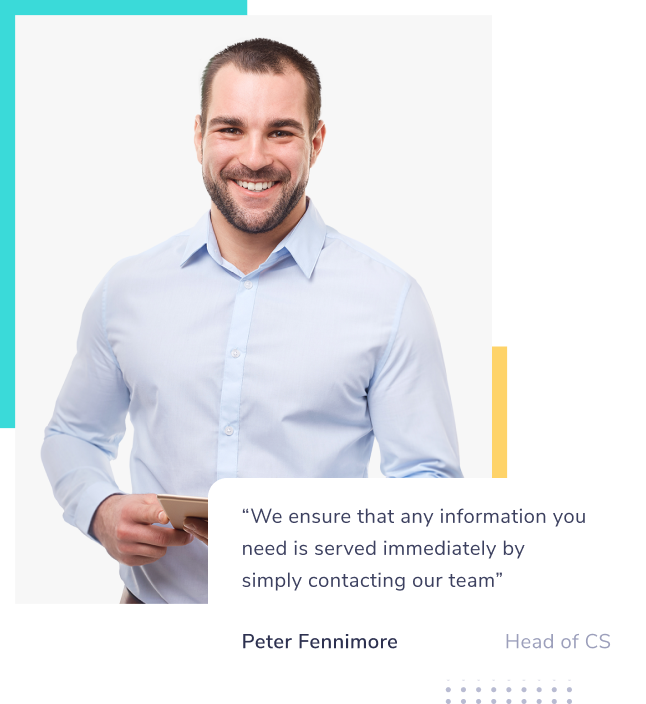 “We ensure that any information you
need is served immediately by
simply contacting our team”
Peter Fennimore
Head of CS